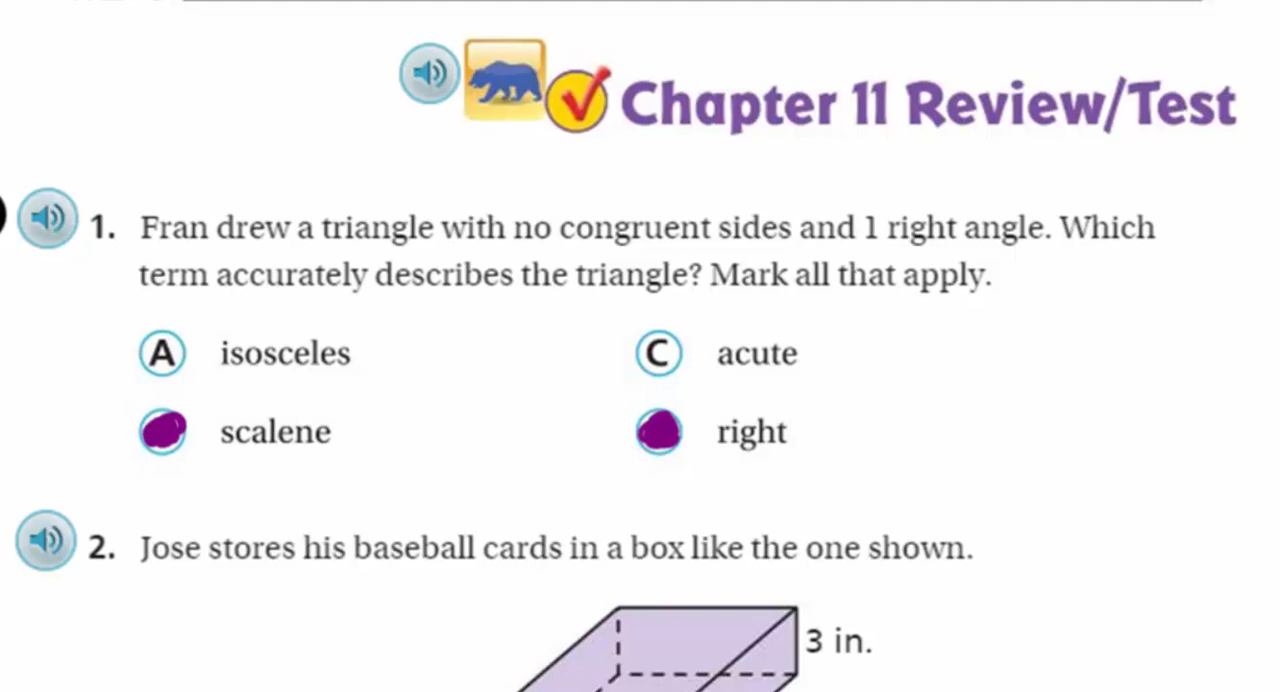 Chapter 11 Review/Test
1. Fran drew a triangle with no congruent sides and 1 right angle. Which
term accurately describes the triangle? Mark all that apply.
A isosceles
C acute
scalene
right
2. Jose stores his baseball cards in a box like the one shown.
3 in.